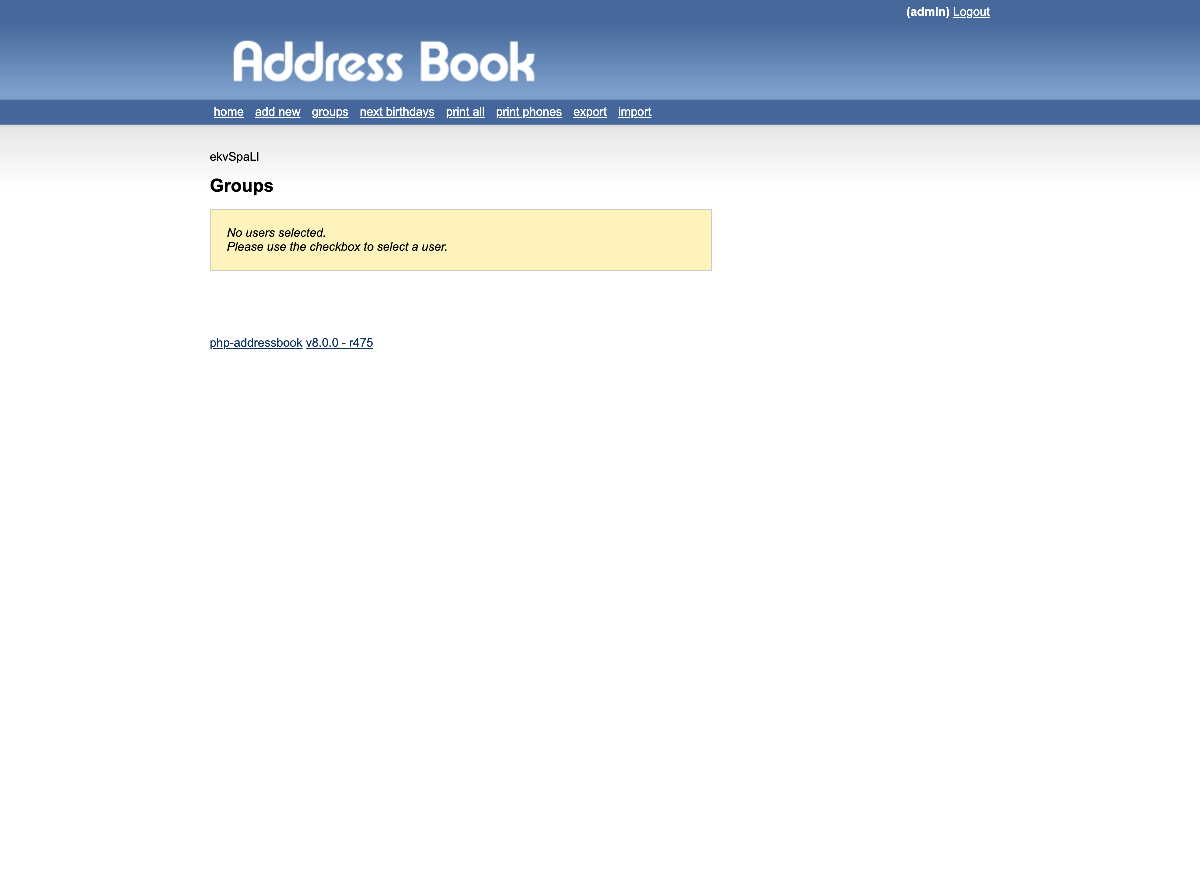 (admin) Logout
Address Book
home add new groups next birthdays print all print phones export import
ekvSpaLl
Groups
No users selected.
Please use the checkbox to select a user.
php-addressbook v8.0.0 - r475